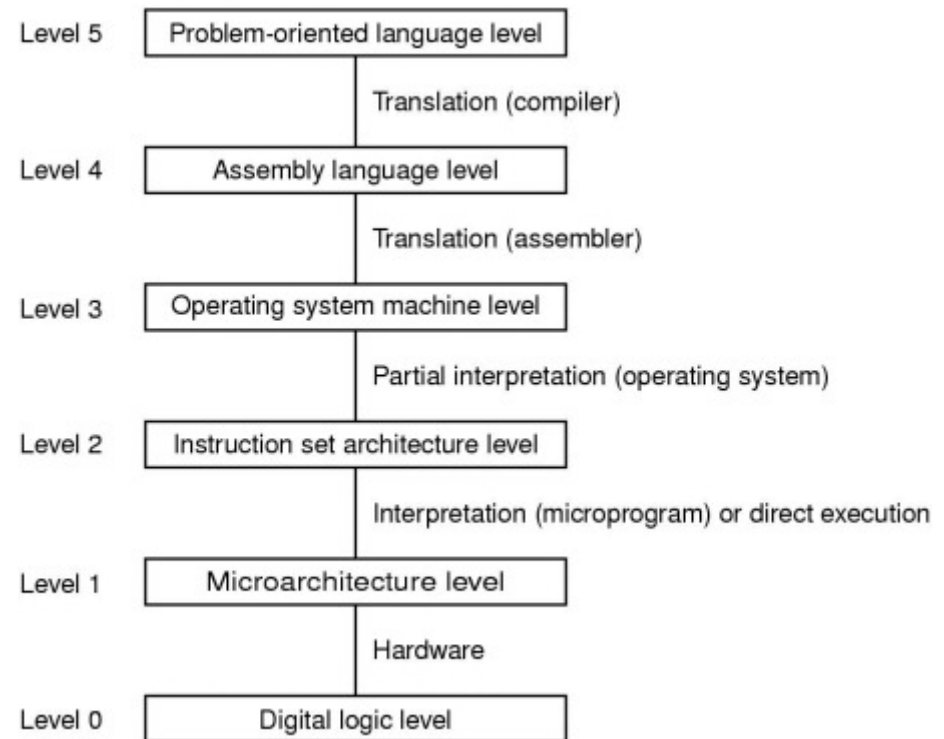 Level 5 Problem-oriented language level
Translation (compiler)
Level 4 Assembly language level
Translation (assembler)
Level 3 Operating system machine level
Partial interpretation (operating system)
Level 2 Instruction set architecture level
Interpretation (microprogram) or direct execution
Level 1 Microarchitecture level
Hardware
Level 0 Digital logic level